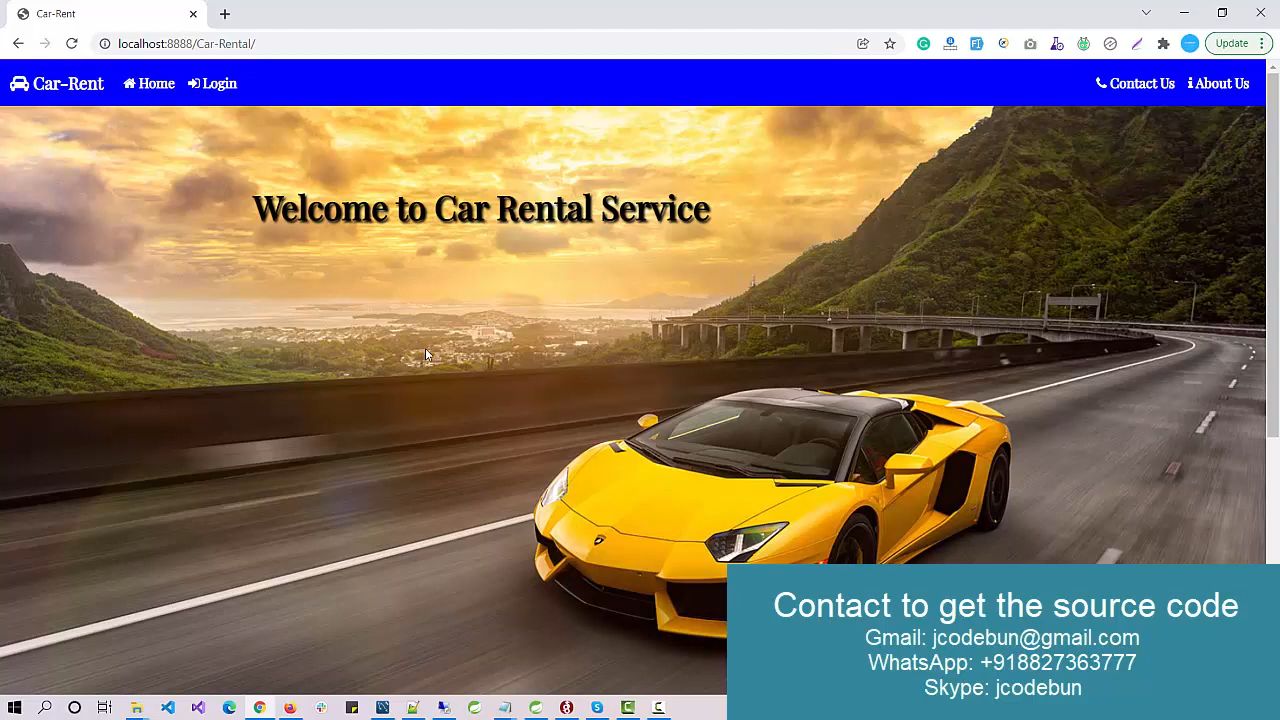 Car-Rent
localhost:8888/Car-Rental/
Update
Car-Rent
Home
Login
Contact Us
About Us
Welcome to Car Rental Service
Contact to get the source code
Gmail: jcodebun@gmail.com
WhatsApp: +918827363777
Skype: jcodebun